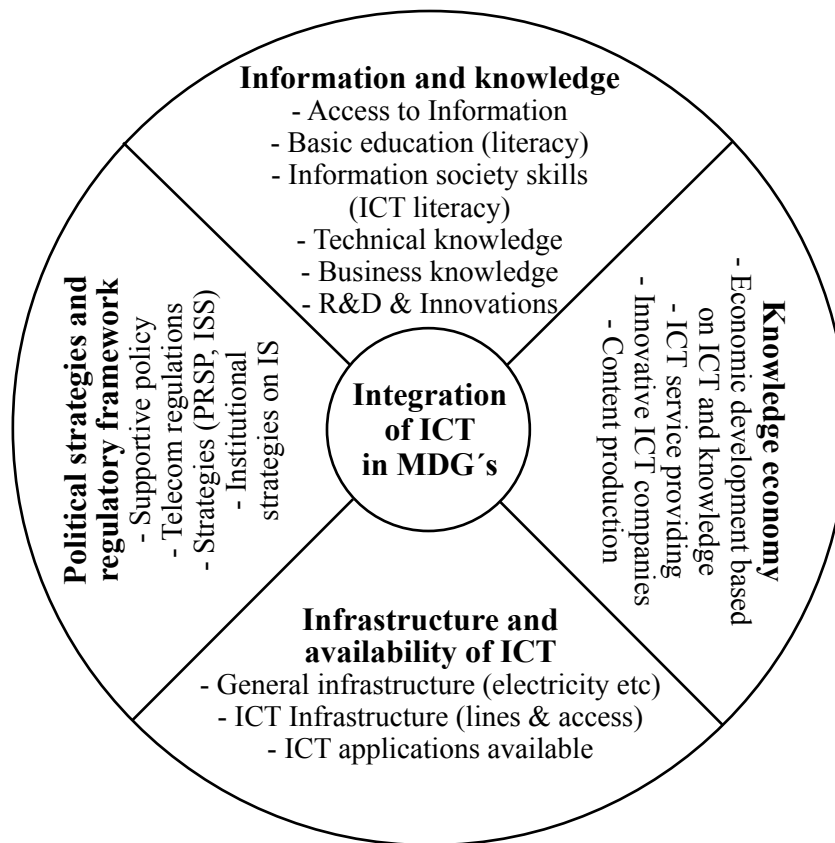 Information and knowledge
- Access to Information
- Basic education (literacy)
- Information society skills
(ICT literacy)
- Technical knowledge
- Business knowledge
- R&D & Innovations
Political strategies and
regulatory framework
- Supportive policy
- Telecom regulations
- Strategies (PRSP, ISS)
- Institutional
strategies on IS
Integration
of ICT
in MDG´s
Knowledge economy
- Economic development based
on ICT and knowledge
- ICT service providing
- Innovative ICT companies
- Content production
Infrastructure and
availability of ICT
- General infrastructure (electricity etc)
- ICT Infrastructure (lines & access)
- ICT applications available